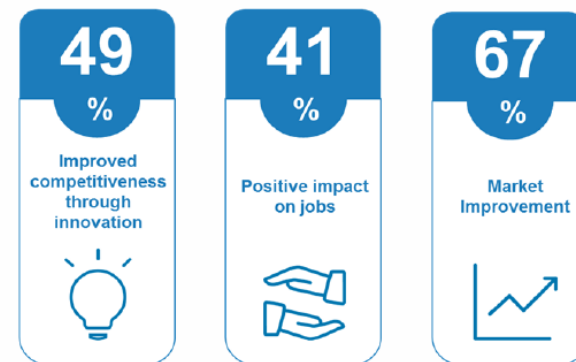 49
%
Improved
competitiveness
through
innovation
41
%
Positive impact
on jobs
67
%
Market
Improvement